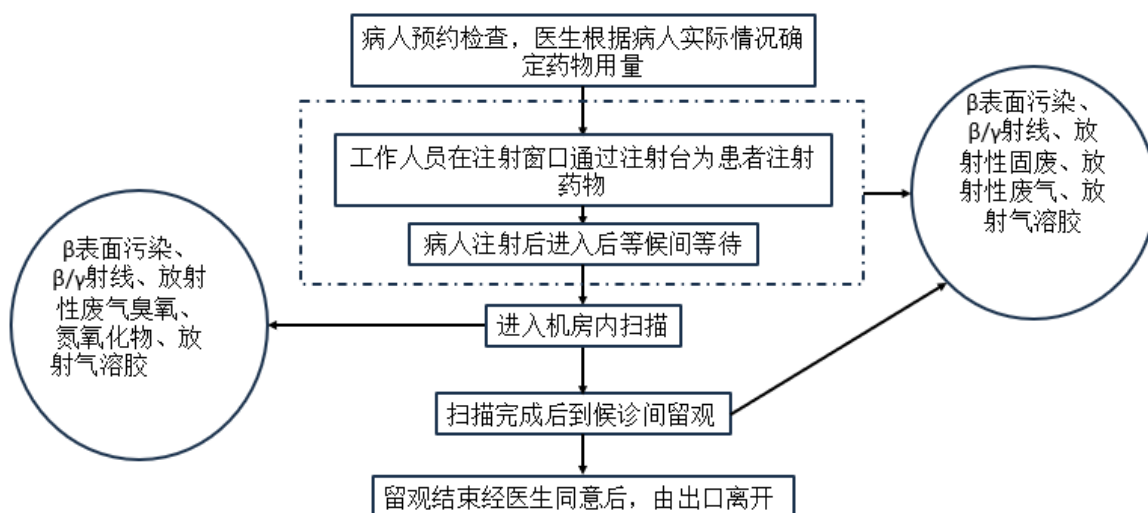 病人预约检查，医生根据病人实际情况确
定药物用量
工作人员在注射窗口通过注射台为患者注射
药物
病人注射后进入后等候间等待
进入机房内扫描
扫描完成后到候诊间留观
留观结束经医生同意后，由出口离开
β表面污染、
β/γ射线、放射
性废气臭氧、
氮氧化物、放
射气溶胶
β表面污染、
β/γ射线、放
射性固废、放
射性废气、放
射气溶胶